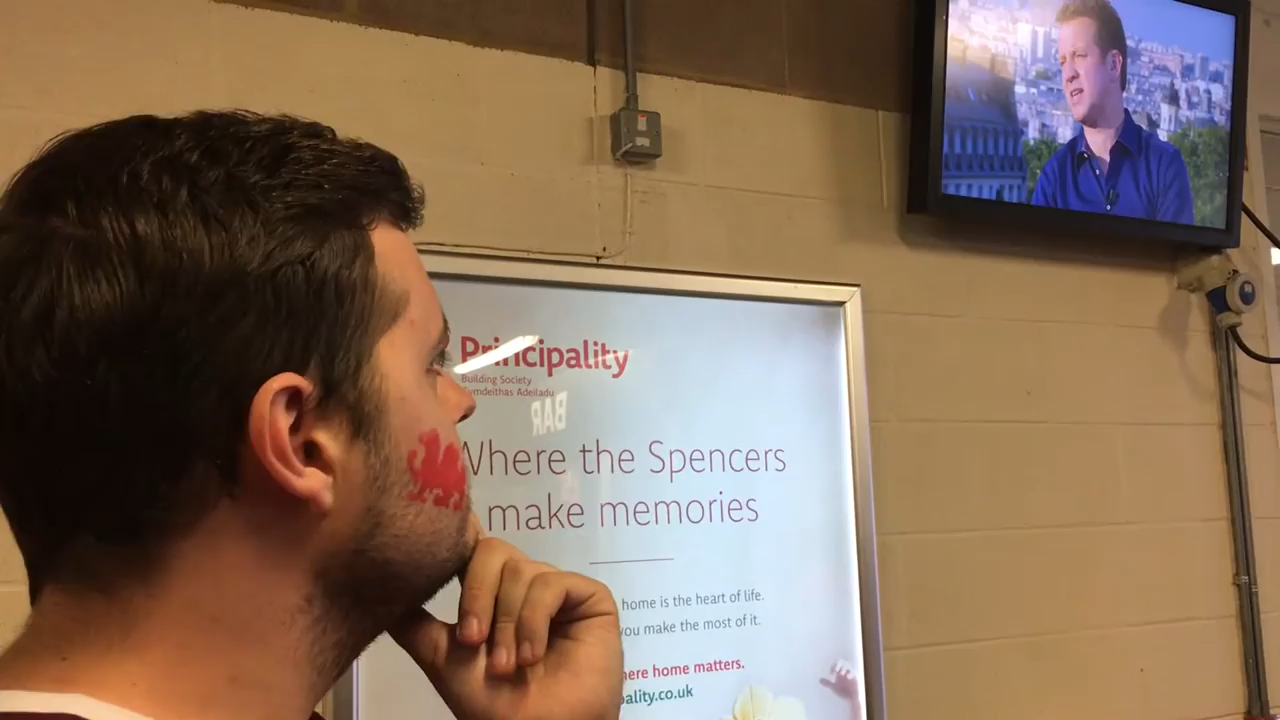 Principality
Building Society
Cymdeithas Adeiladu
BAR
Where the Spencers
make memories
home is the heart of life.
you make the most of it.
here home matters.
pality.co.uk